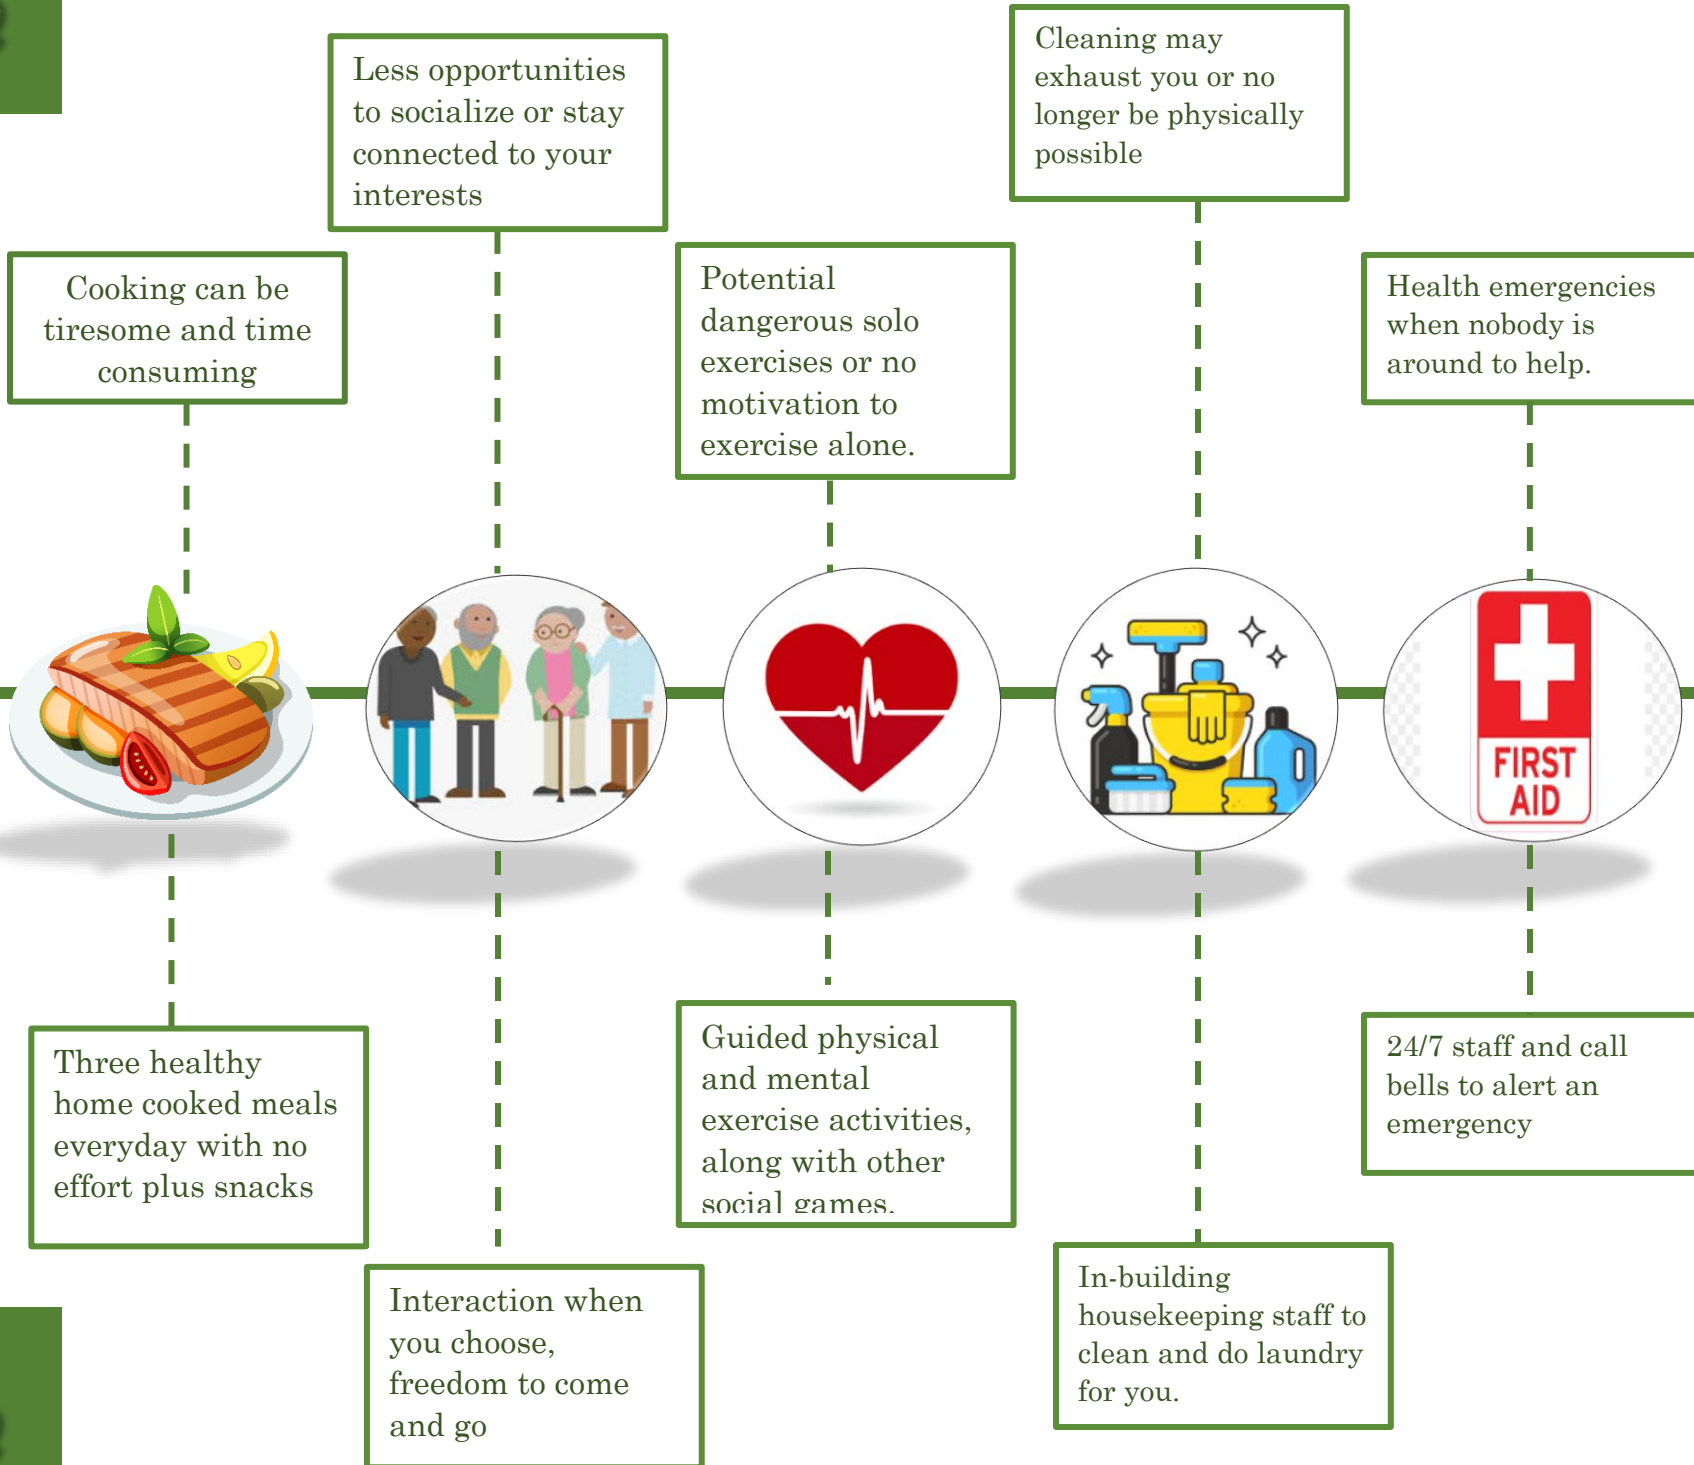 Less opportunities
to socialize or stay
connected to your
interests
Cleaning may
exhaust you or no
longer be physically
possible
Cooking can be
tiresome and time
consuming
Potential
dangerous solo
exercises or no
motivation to
exercise alone.
Health emergencies
when nobody is
around to help.
FIRST
AID
Three healthy
home cooked meals
everyday with no
effort plus snacks
Interaction when
you choose,
freedom to come
and go
Guided physical
and mental
exercise activities,
along with other
social games.
In-building
housekeeping staff to
clean and do laundry
for you.
24/7 staff and call
bells to alert an
emergency